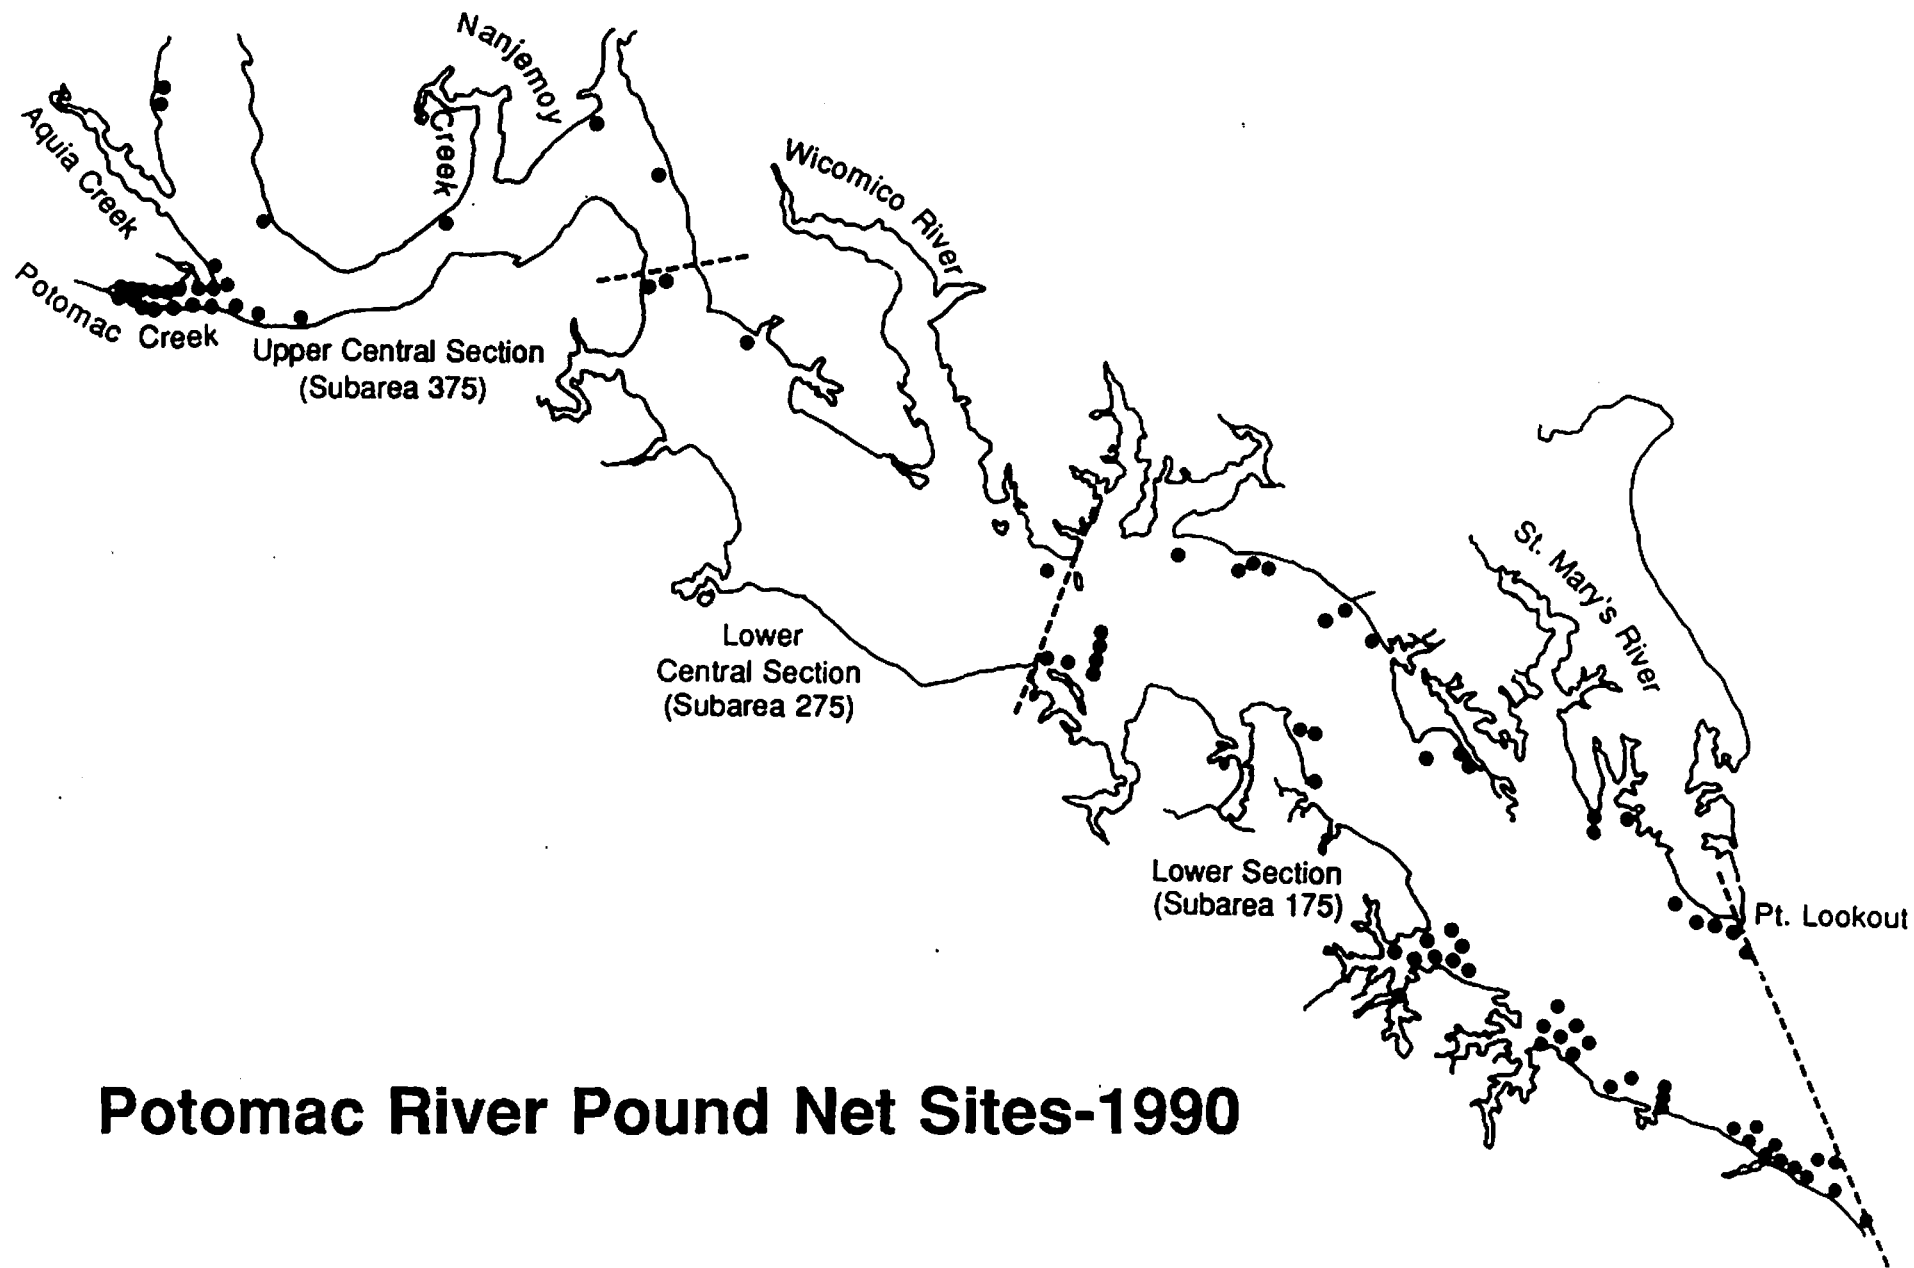 Nanjemoy
Creek
Aquia Creek
Wicomico River
Potomac Creek
Upper Central Section
(Subarea 375)
St. Mary's River
Lower
Central Section
(Subarea 275)
Lower Section
(Subarea 175)
Pt. Lookout
Potomac River Pound Net Sites-1990